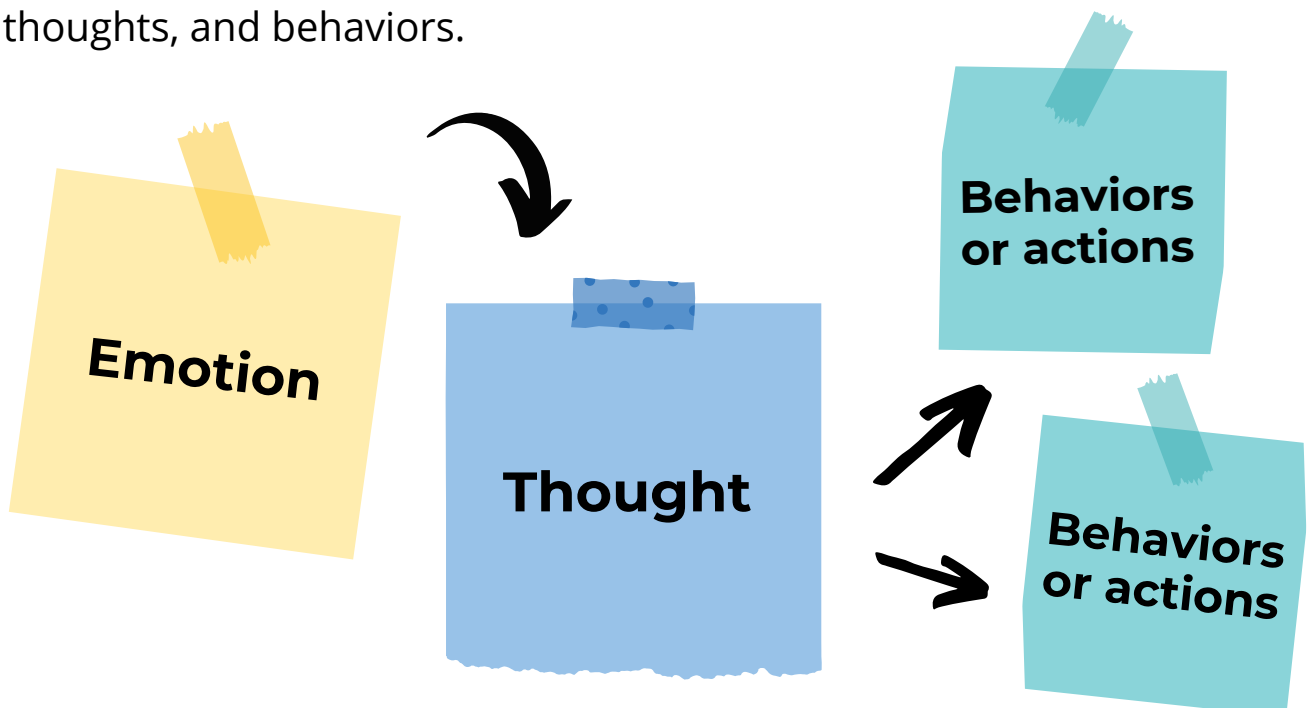 thoughts, and behaviors.
Emotion
Thought
Behaviors
or actions
Behaviors
or actions